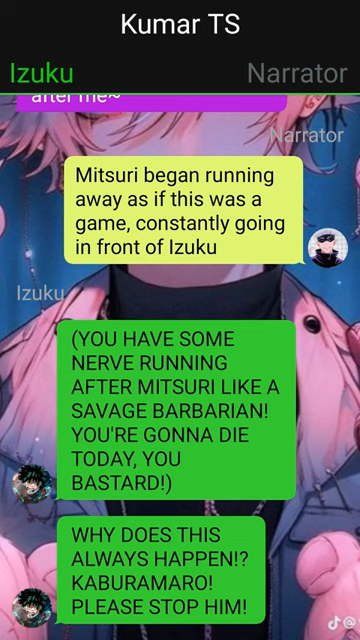 Kumar TS
Izuku
Narrator
after me~
Narrator
Mitsuri began running
away as if this was a
game, constantly going
in front of Izuku
Izuku
(YOU HAVE SOME
NERVE RUNNING
AFTER MITSURI LIKE A
SAVAGE BARBARIAN!
YOU'RE GONNA DIE
TODAY, YOU
BASTARD!)
WHY DOES THIS
ALWAYS HAPPEN!?
KABURAMARO!
PLEASE STOP HIM!
@